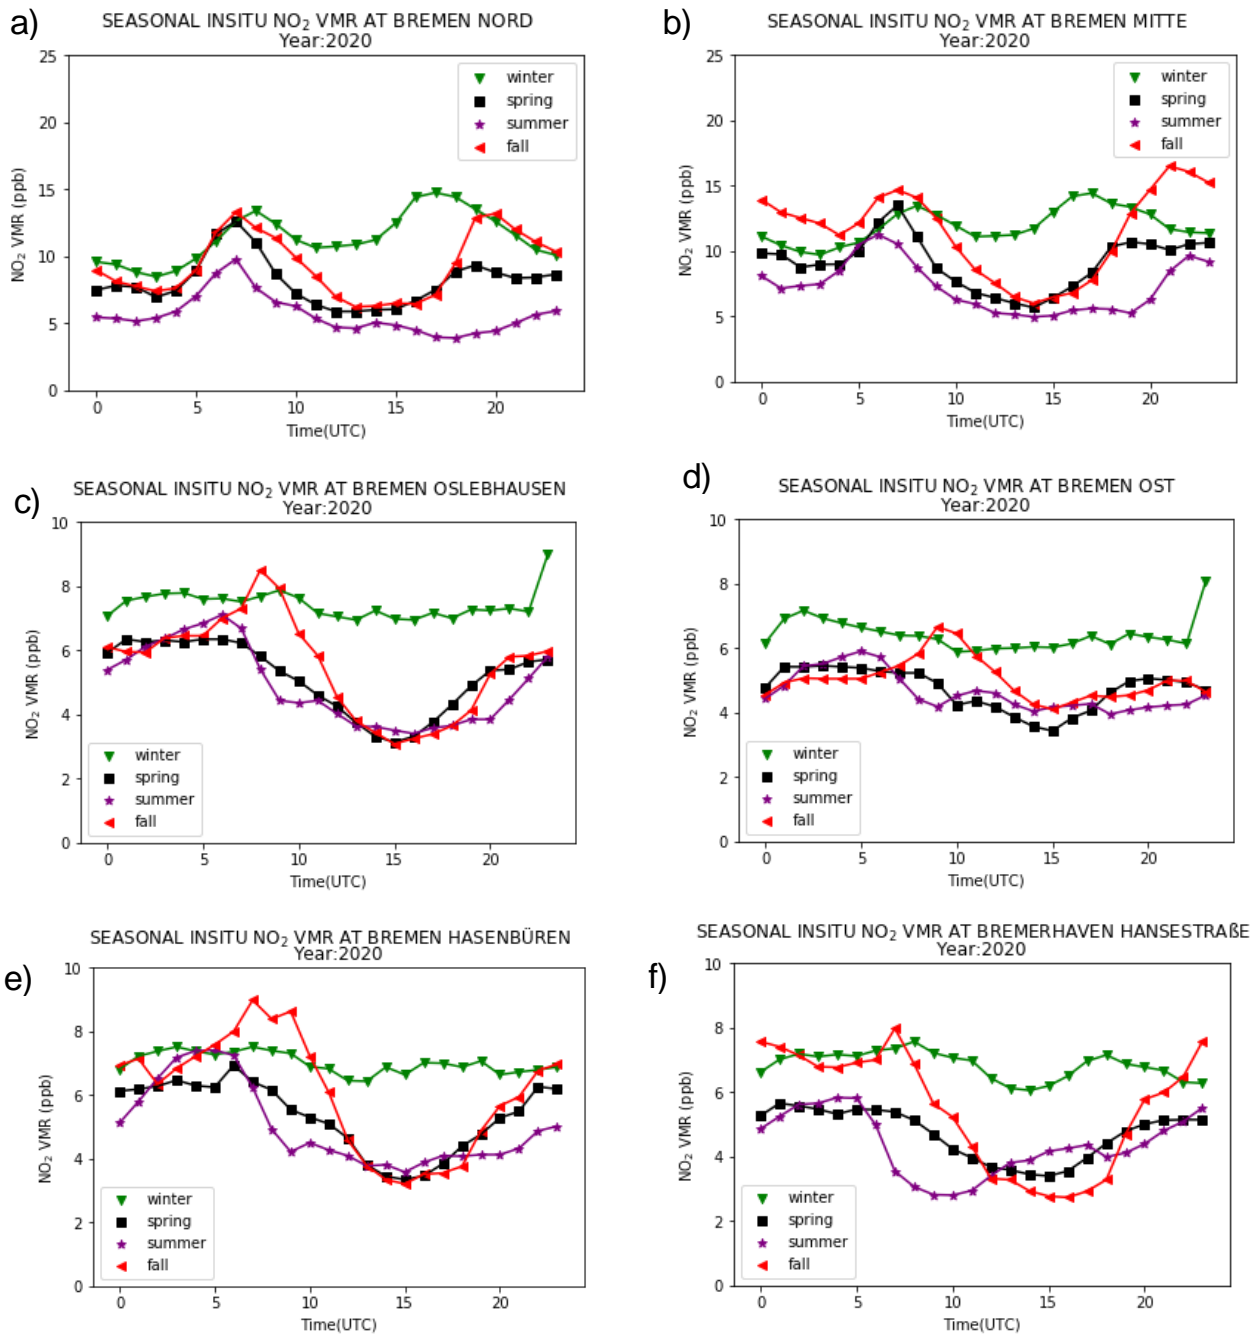 a)
SEASONAL INSITU NO₂ VMR AT BREMEN NORD
Year:2020
25
20
15
10
5
0
NO₂ VMR (ppb)
winter
spring
summer
fall
0 5 10 15 20
Time(UTC)
b)
SEASONAL INSITU NO₂ VMR AT BREMEN MITTE
Year:2020
25
20
15
10
5
0
NO₂ VMR (ppb)
winter
spring
summer
fall
0 5 10 15 20
Time(UTC)
c)
SEASONAL INSITU NO₂ VMR AT BREMEN OSLEBHAUSEN
Year:2020
10
8
6
4
2
0
NO₂ VMR (ppb)
winter
spring
summer
fall
0 5 10 15 20
Time(UTC)
d)
SEASONAL INSITU NO₂ VMR AT BREMEN OST
Year:2020
10
8
6
4
2
0
NO₂ VMR (ppb)
winter
spring
summer
fall
0 5 10 15 20
Time(UTC)
e)
SEASONAL INSITU NO₂ VMR AT BREMEN HASENBÜREN
Year:2020
10
8
6
4
2
0
NO₂ VMR (ppb)
winter
spring
summer
fall
0 5 10 15 20
Time(UTC)
f)
SEASONAL INSITU NO₂ VMR AT BREMERHAVEN HANSESTRAßE
Year:2020
10
8
6
4
2
0
NO₂ VMR (ppb)
winter
spring
summer
fall
0 5 10 15 20
Time(UTC)